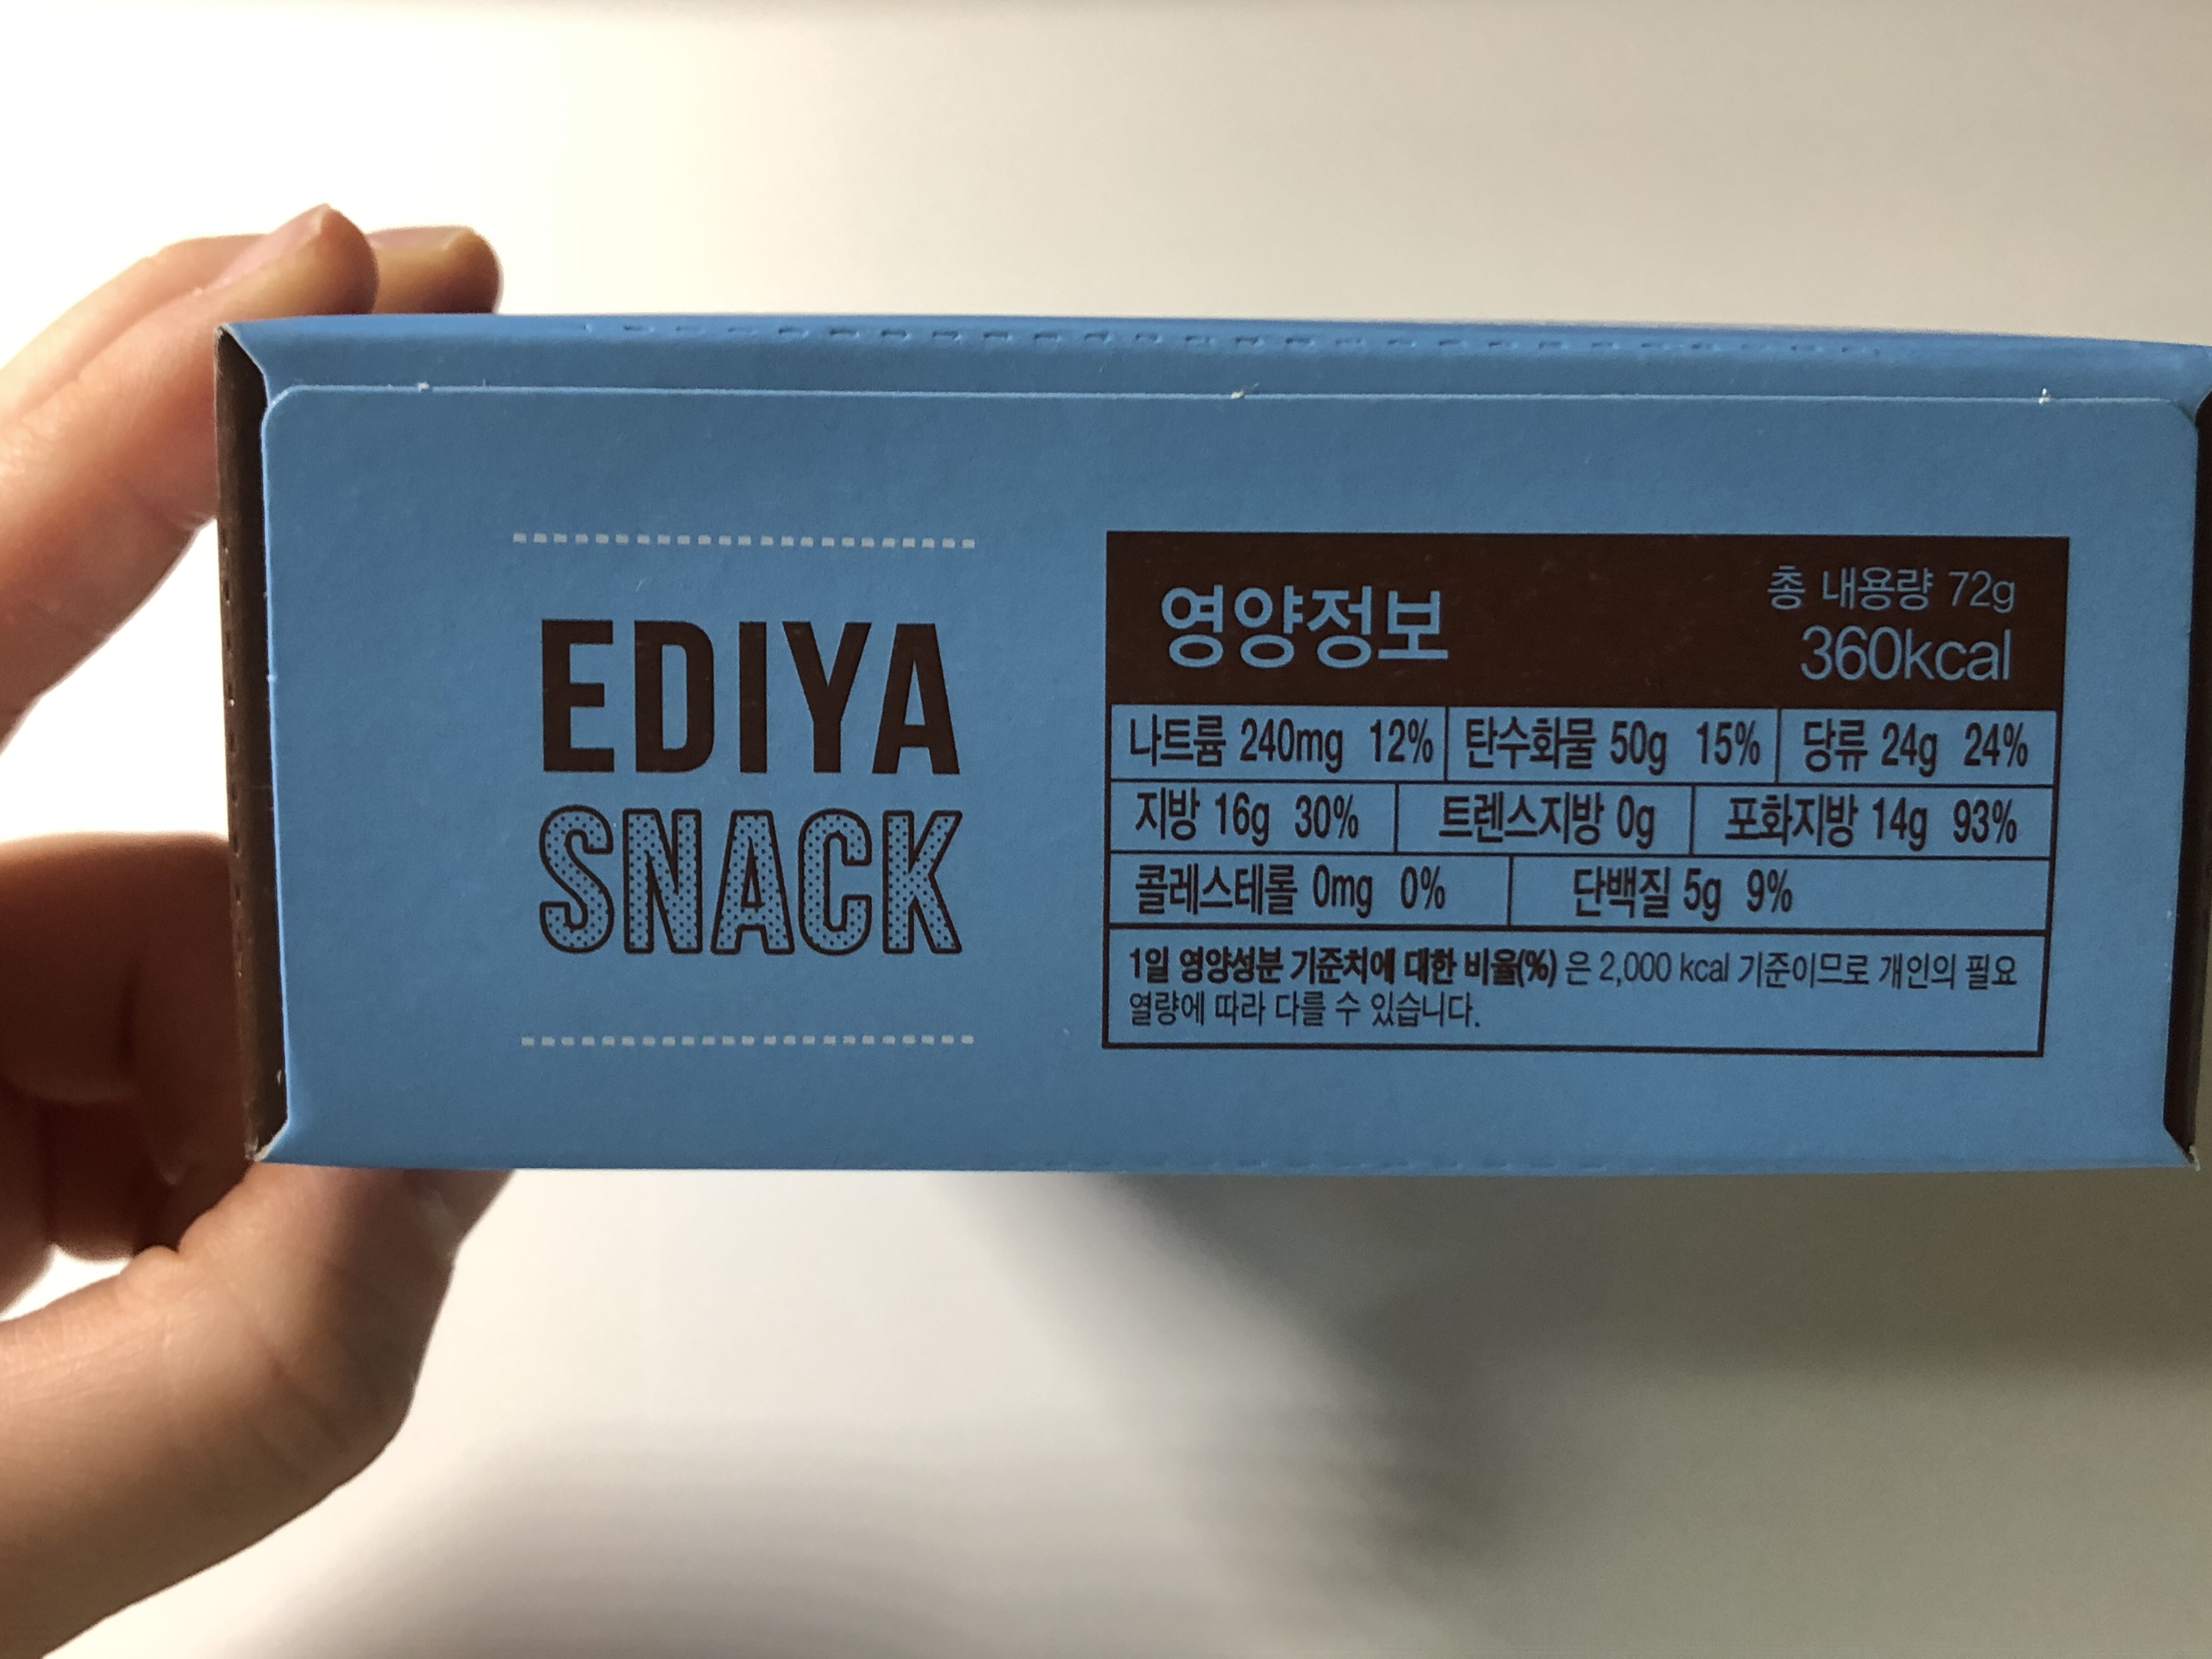 EDIYA
SNACK
영양정보
총 내용량 72g
360kcal
나트륨 240mg 12% 탄수화물 50g 15% 당류 24g 24%
지방 16g 30% 트렌스지방 0g 포화지방 14g 93%
콜레스테롤 0mg 0% 단백질 5g 9%
1일 영양성분 기준치에 대한 비율(%) 은 2,000 kcal 기준이므로 개인의 필요
열량에 따라 다를 수 있습니다.